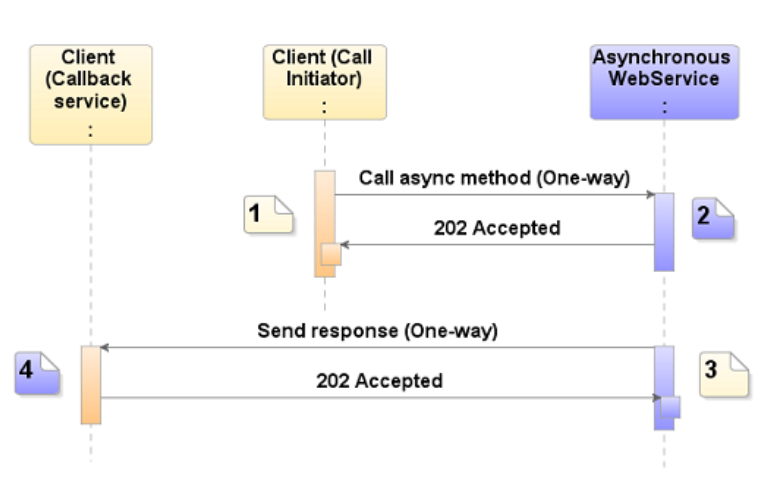 Client
(Callback
service)
:
Client (Call
Initiator)
:
Asynchronous
WebService
:
Call async method (One-way)
1
2
202 Accepted
Send response (One-way)
4
3
202 Accepted